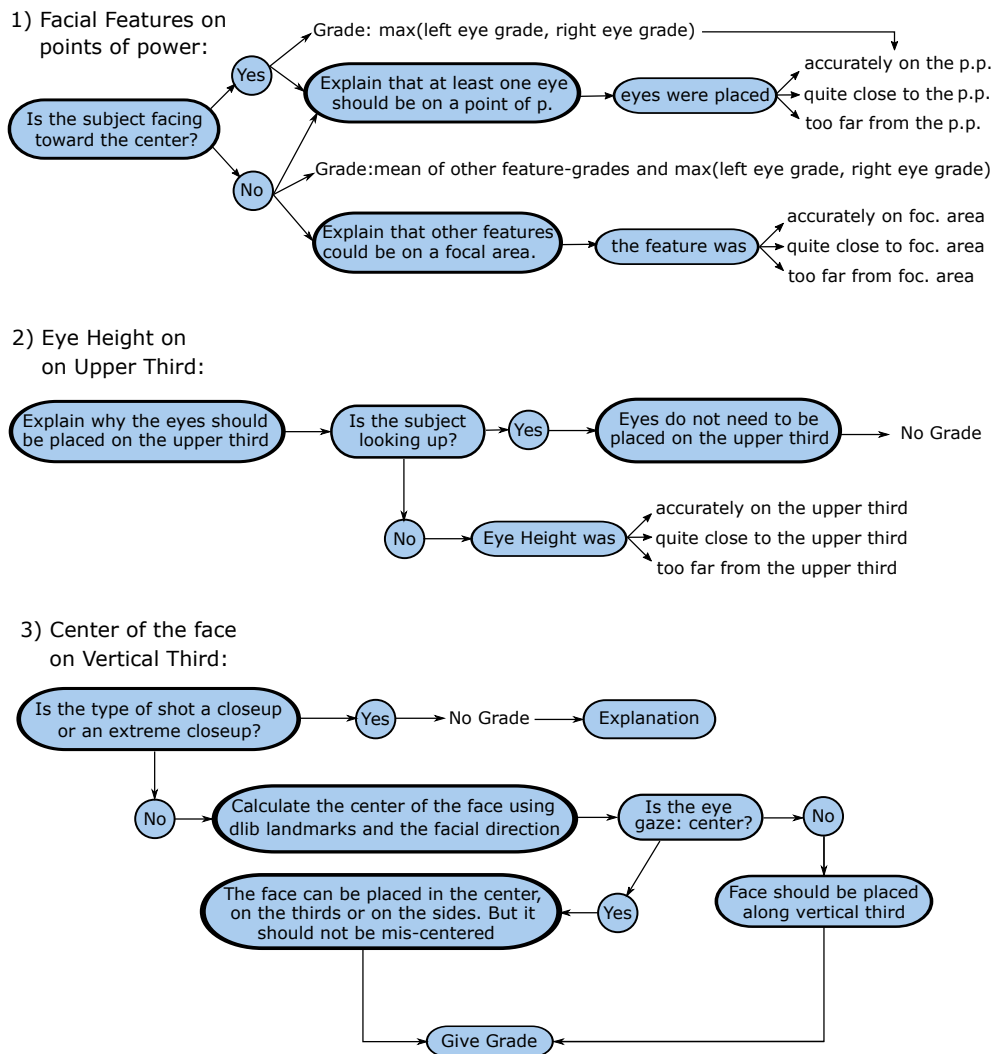 1) Facial Features on
points of power:
Grade: max(left eye grade, right eye grade)
Yes
Is the subject facing
toward the center?
Explain that at least one eye
should be on a point of p.
eyes were placed
accurately on the p.p.
quite close to the p.p.
too far from the p.p.
No
Grade:mean of other feature-grades and max(left eye grade, right eye grade)
Explain that other features
could be on a focal area.
the feature was
accurately on foc. area
quite close to foc. area
too far from foc. area
2) Eye Height on
on Upper Third:
Explain why the eyes should
be placed on the upper third
Is the subject
looking up?
Yes
Eyes do not need to be
placed on the upper third
No Grade
No
Eye Height was
accurately on the upper third
quite close to the upper third
too far from the upper third
3) Center of the face
on Vertical Third:
Is the type of shot a closeup
or an extreme closeup?
Yes
No Grade
Explanation
No
Calculate the center of the face using
dlib landmarks and the facial direction
Is the eye
gaze: center?
No
The face can be placed in the center,
on the thirds or on the sides. But it
should not be mis-centered
Yes
Face should be placed
along vertical third
Give Grade